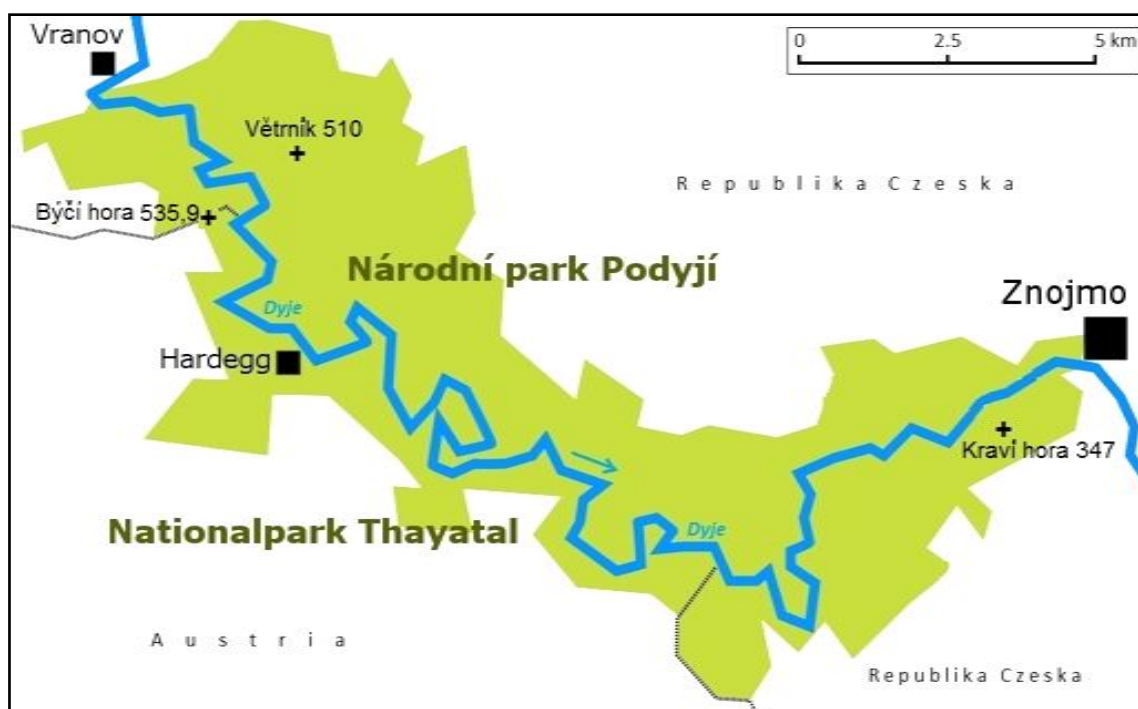 Vranov
0 2.5 5 km
Větrník 510
Republika Czeska
Býčí hora 535,9
Národní park Podyjí
Znojmo
Dyje
Hardegg
Kraví hora 347
Nationalpark Thayatal
Dyje
Austria
Republika Czeska